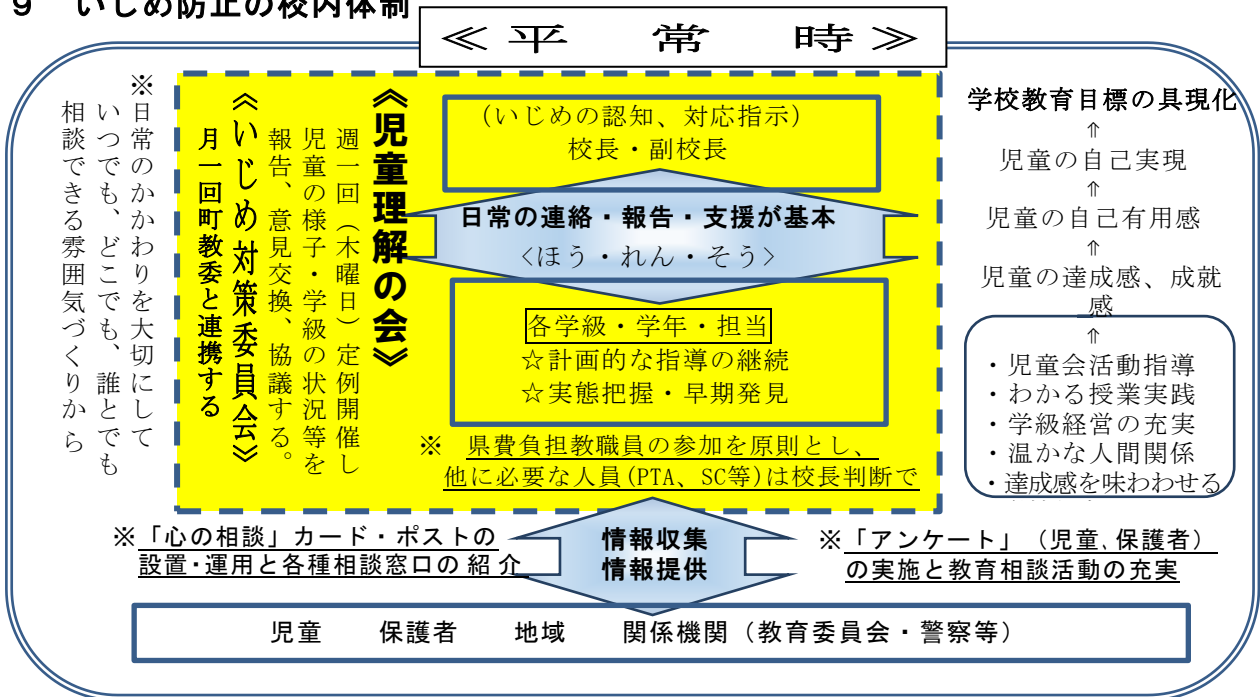 ９　いじめ防止の校内体制
≪ 平　常　時 ≫
※日常のかかわりを大切にして
いつでも、どこでも、誰とでも
相談できる雰囲気づくりから
《児童理解の会》
週一回（木曜日）定例開催し
児童の様子・学級の状況等を
報告、意見交換、協議する。
《いじめ対策委員会》
月一回町教委と連携する
(いじめの認知、対応指示)
校長・副校長
日常の連絡・報告・支援が基本
<ほう・れん・そう>
各学級・学年・担当
☆計画的な指導の継続
☆実態把握・早期発見
※　県費負担教職員の参加を原則とし、
他に必要な人員(PTA、SC等)は校長判断で
学校教育目標の具現化
⇑
児童の自己実現
⇑
児童の自己有用感
⇑
児童の達成感、成就
感
⇑
・児童会活動指導
・わかる授業実践
・学級経営の充実
・温かな人間関係
・達成感を味わわせる
※「心の相談」カード・ポストの
設置・運用と各種相談窓口の 紹 介
情報収集
情報提供
※「アンケート」（児童、保護者）
の実施と教育相談活動の充実
児童　　保護者　　地域　　関係機関（教育委員会・警察等）